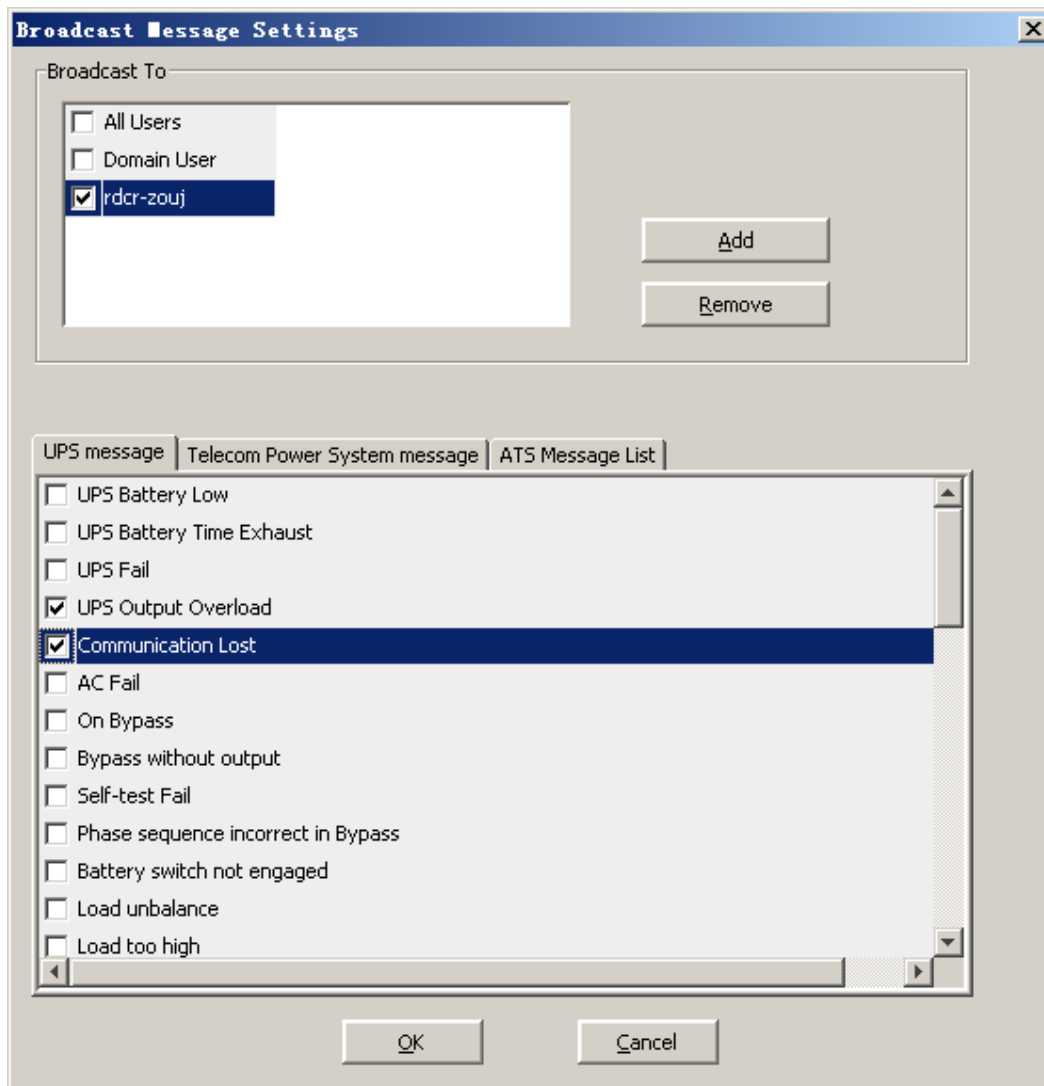 Broadcast Message Settings
Broadcast To
All Users
Domain User
rdcr-zouj
Add
Remove
UPS message
Telecom Power System message
ATS Message List
UPS Battery Low
UPS Battery Time Exhaust
UPS Fail
UPS Output Overload
Communication Lost
AC Fail
On Bypass
Bypass without output
Self-test Fail
Phase sequence incorrect in Bypass
Battery switch not engaged
Load unbalance
Load too high
OK
Cancel